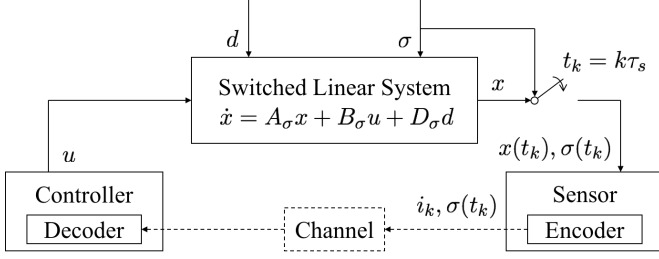 d
σ
Switched Linear System
ẋ = A_σx + B_σu + D_σd
x
t_k = kτ_s
u
x(t_k), σ(t_k)
Controller
Decoder
Channel
i_k, σ(t_k)
Sensor
Encoder